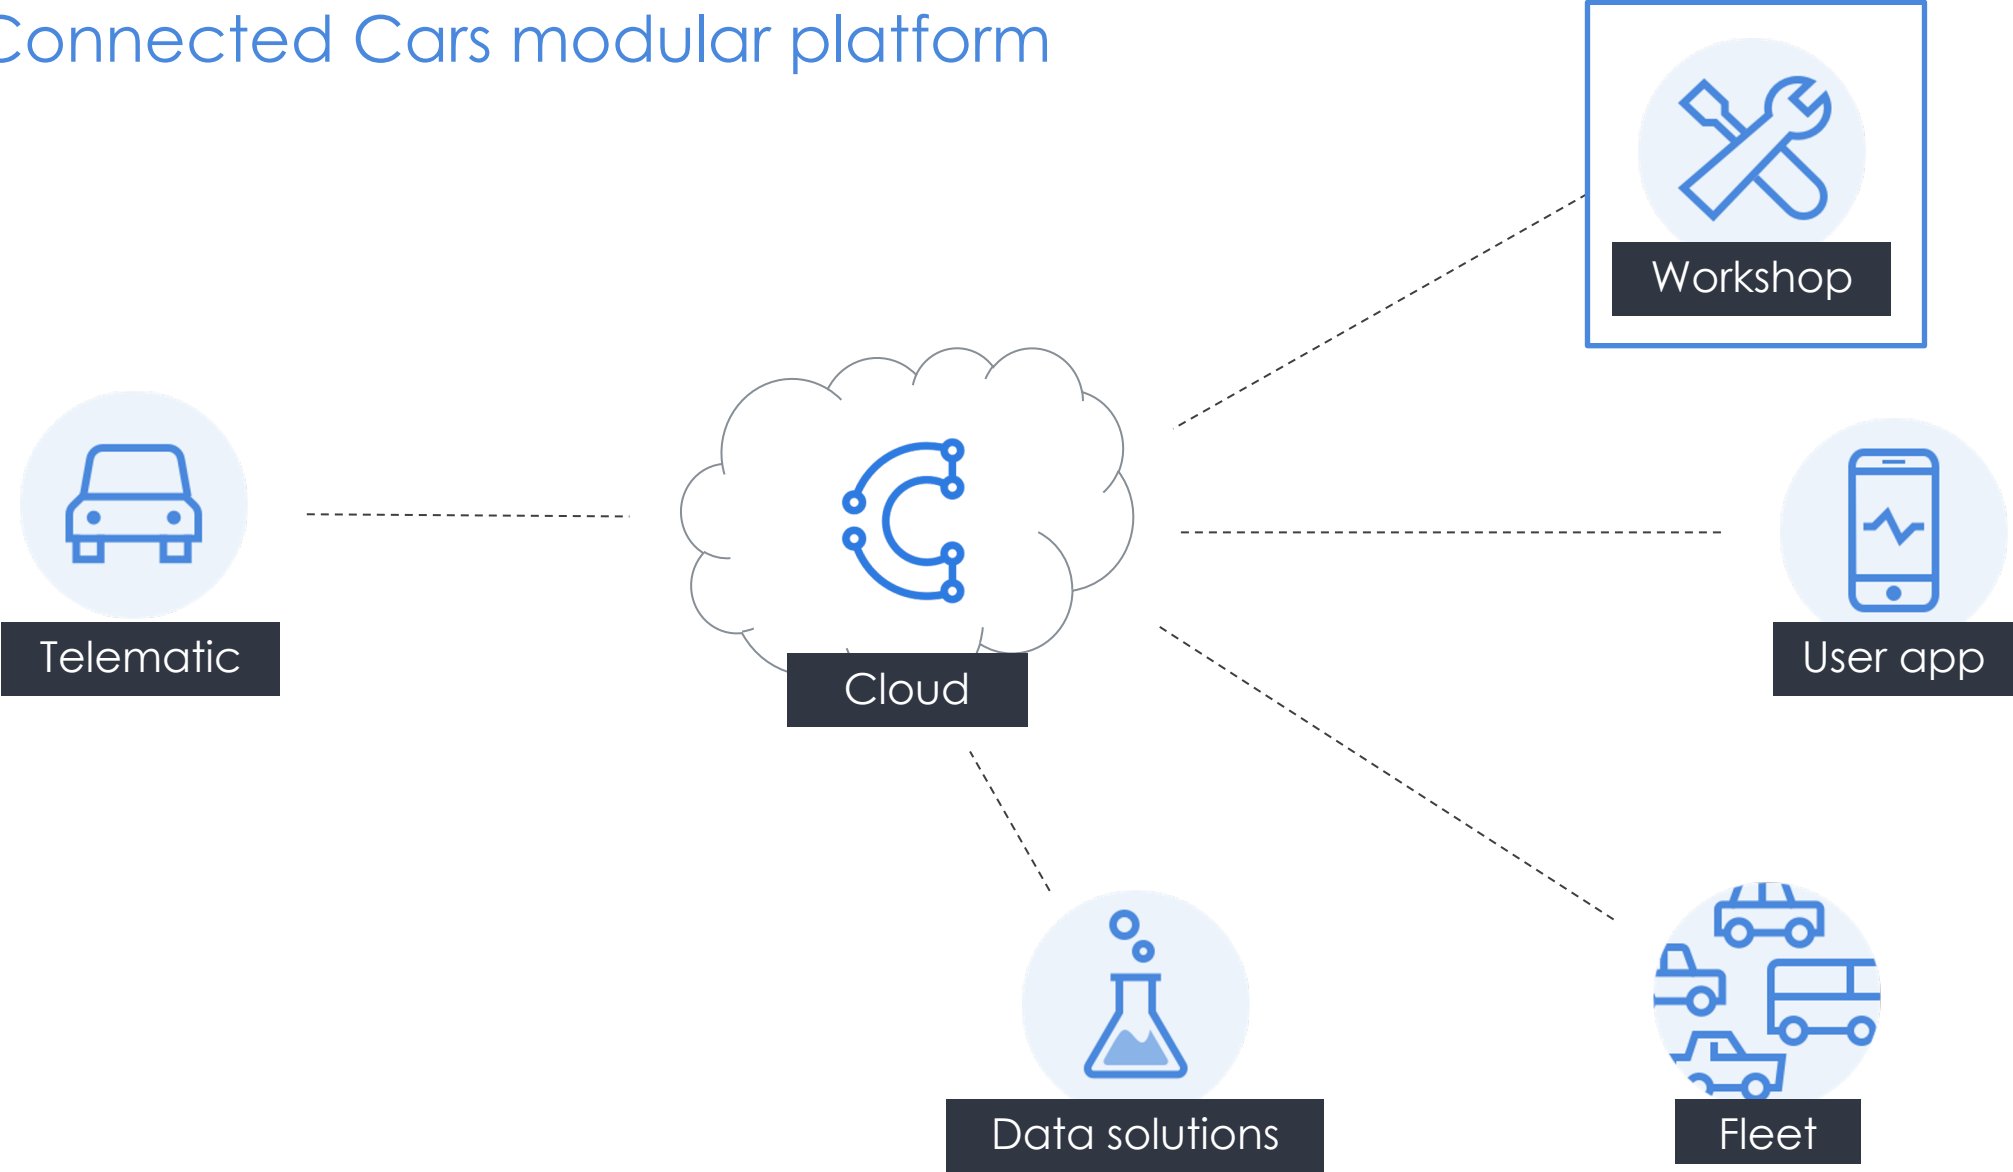 Connected Cars modular platform
Workshop
Telematic
User app
Cloud
Data solutions
Fleet